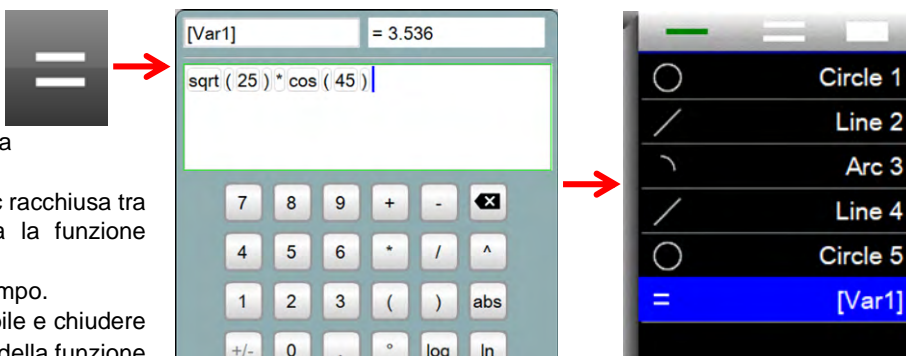 [Var1]
= 3.536
sqrt ( 25 ) * cos ( 45 )
a
racchiusa tra
a la funzione
mpo.
bile e chiudere
della funzione
7 8 9 + -
4 5 6 * / ^
1 2 3 ( ) abs
+/- 0 . ° log ln
Circle 1
Line 2
Arc 3
Line 4
Circle 5
= [Var1]